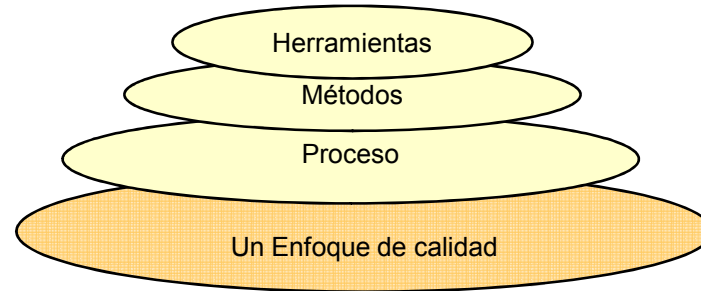 Herramientas
Métodos
Proceso
Un Enfoque de calidad